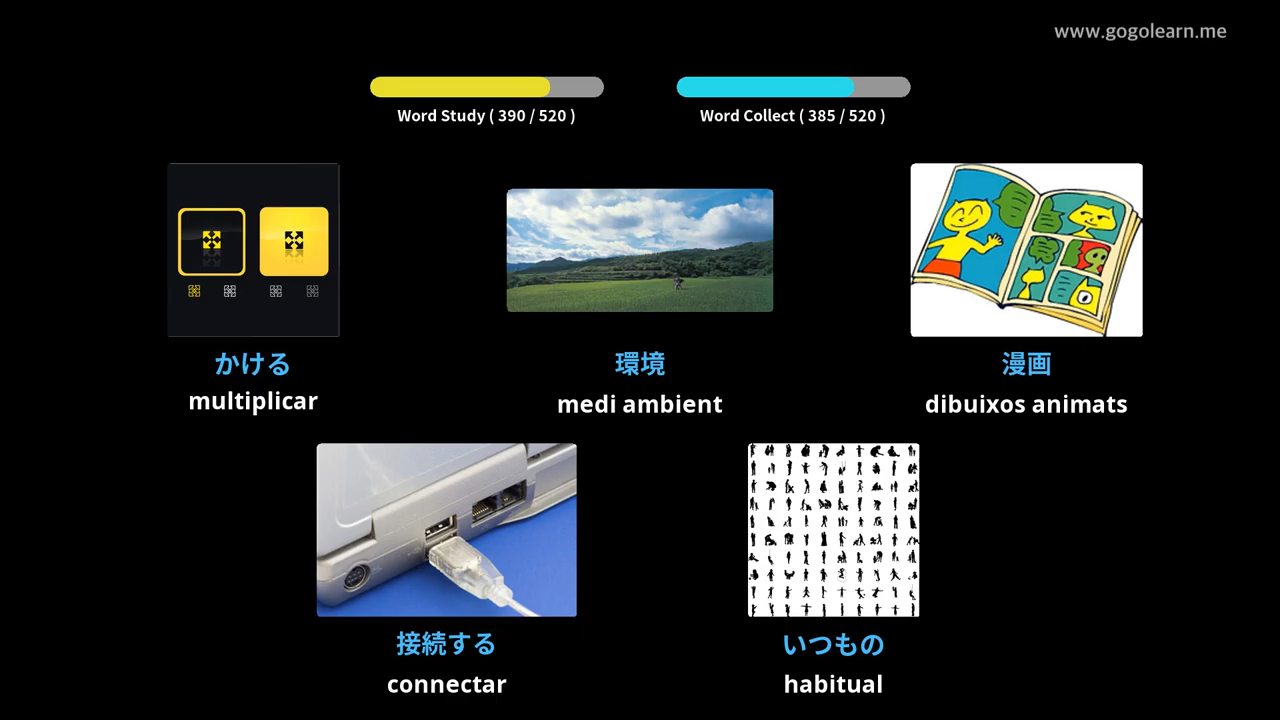 www.gogolearn.me
Word Study ( 390 / 520 )
Word Collect ( 385 / 520 )
かける
multiplicar
環境
medi ambient
漫画
dibuixos animats
接続する
connectar
いつもの
habitual